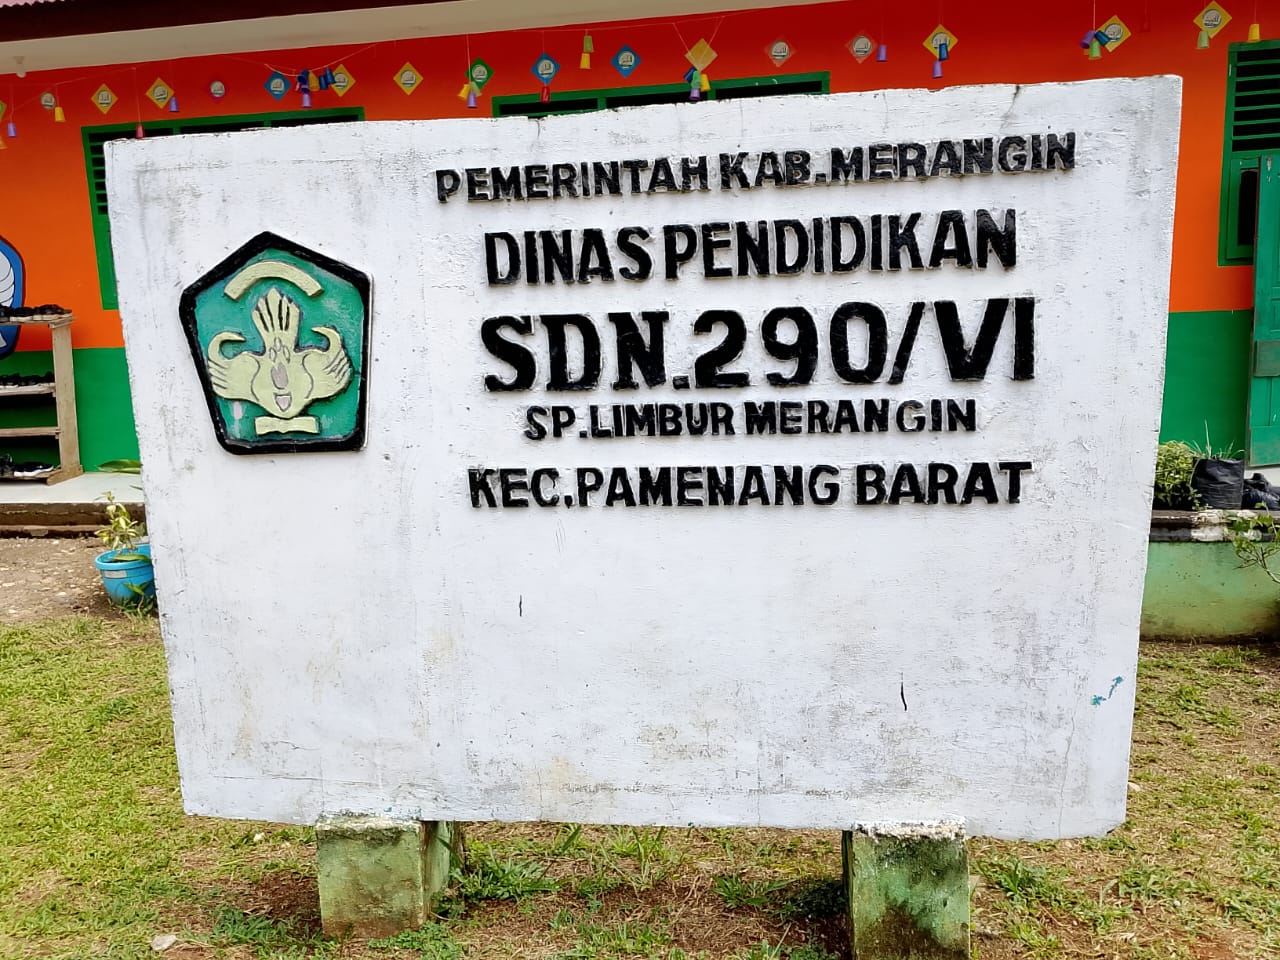 PEMERINTAH KAB.MERANGIN
DINAS PENDIDIKAN
SDN.290/VI
SP.LIMBUR MERANGIN
KEC.PAMENANG BARAT